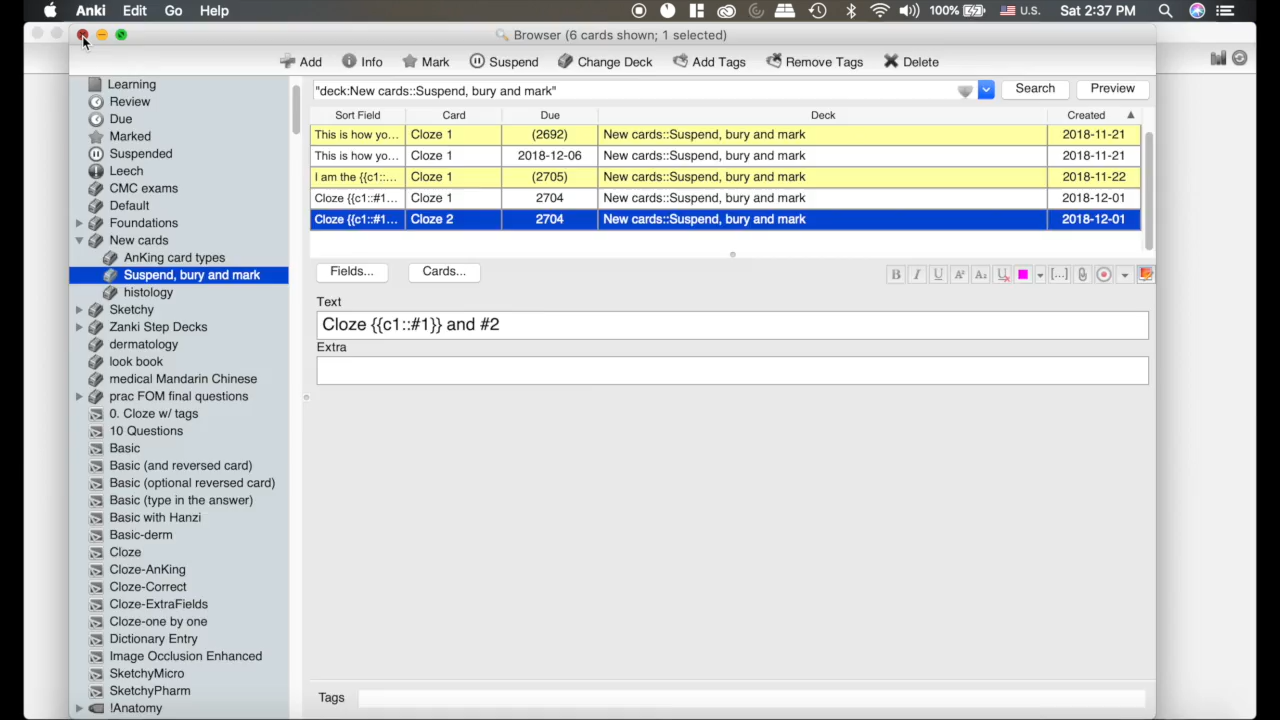 Anki Edit Go Help 100% U.S. Sat 2:37 PM
Browser (6 cards shown; 1 selected)
Add Info Mark Suspend Change Deck Add Tags Remove Tags Delete
"deck:New cards::Suspend, bury and mark" Search Preview
Learning
Review
Due
Marked
Suspended
Leech
CMC exams
Default
Foundations
New cards
AnKing card types
Suspend, bury and mark
histology
Sketchy
Zanki Step Decks
dermatology
look book
medical Mandarin Chinese
prac FOM final questions
0. Cloze w/ tags
10 Questions
Basic
Basic (and reversed card)
Basic (optional reversed card)
Basic (type in the answer)
Basic with Hanzi
Basic-derm
Cloze
Cloze-AnKing
Cloze-Correct
Cloze-ExtraFields
Cloze-one by one
Dictionary Entry
Image Occlusion Enhanced
SketchyMicro
SketchyPharm
!Anatomy
Sort Field Card Due Deck Created
This is how yo... Cloze 1 (2692) New cards::Suspend, bury and mark 2018-11-21
This is how yo... Cloze 1 2018-12-06 New cards::Suspend, bury and mark 2018-11-21
I am the {{c1::... Cloze 1 (2705) New cards::Suspend, bury and mark 2018-11-22
Cloze {{c1::#1... Cloze 1 2704 New cards::Suspend, bury and mark 2018-12-01
Cloze {{c1::#1... Cloze 2 2704 New cards::Suspend, bury and mark 2018-12-01
Fields... Cards... B I U A² A₂ U [...]
Text
Cloze {{c1::#1}} and #2
Extra
Tags